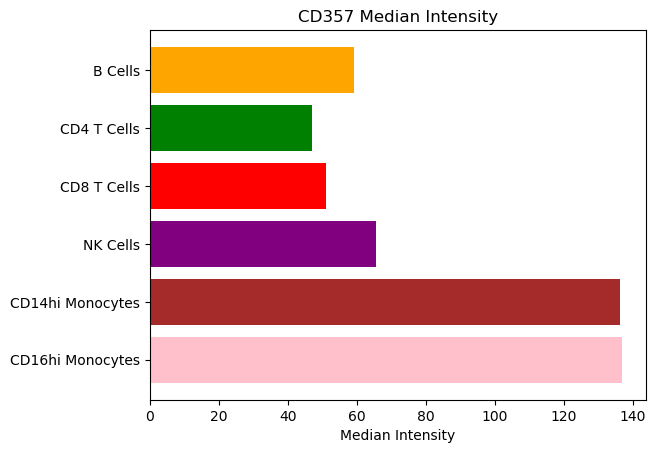 CD357 Median Intensity
B Cells
CD4 T Cells
CD8 T Cells
NK Cells
CD14hi Monocytes
CD16hi Monocytes
0 20 40 60 80 100 120 140
Median Intensity